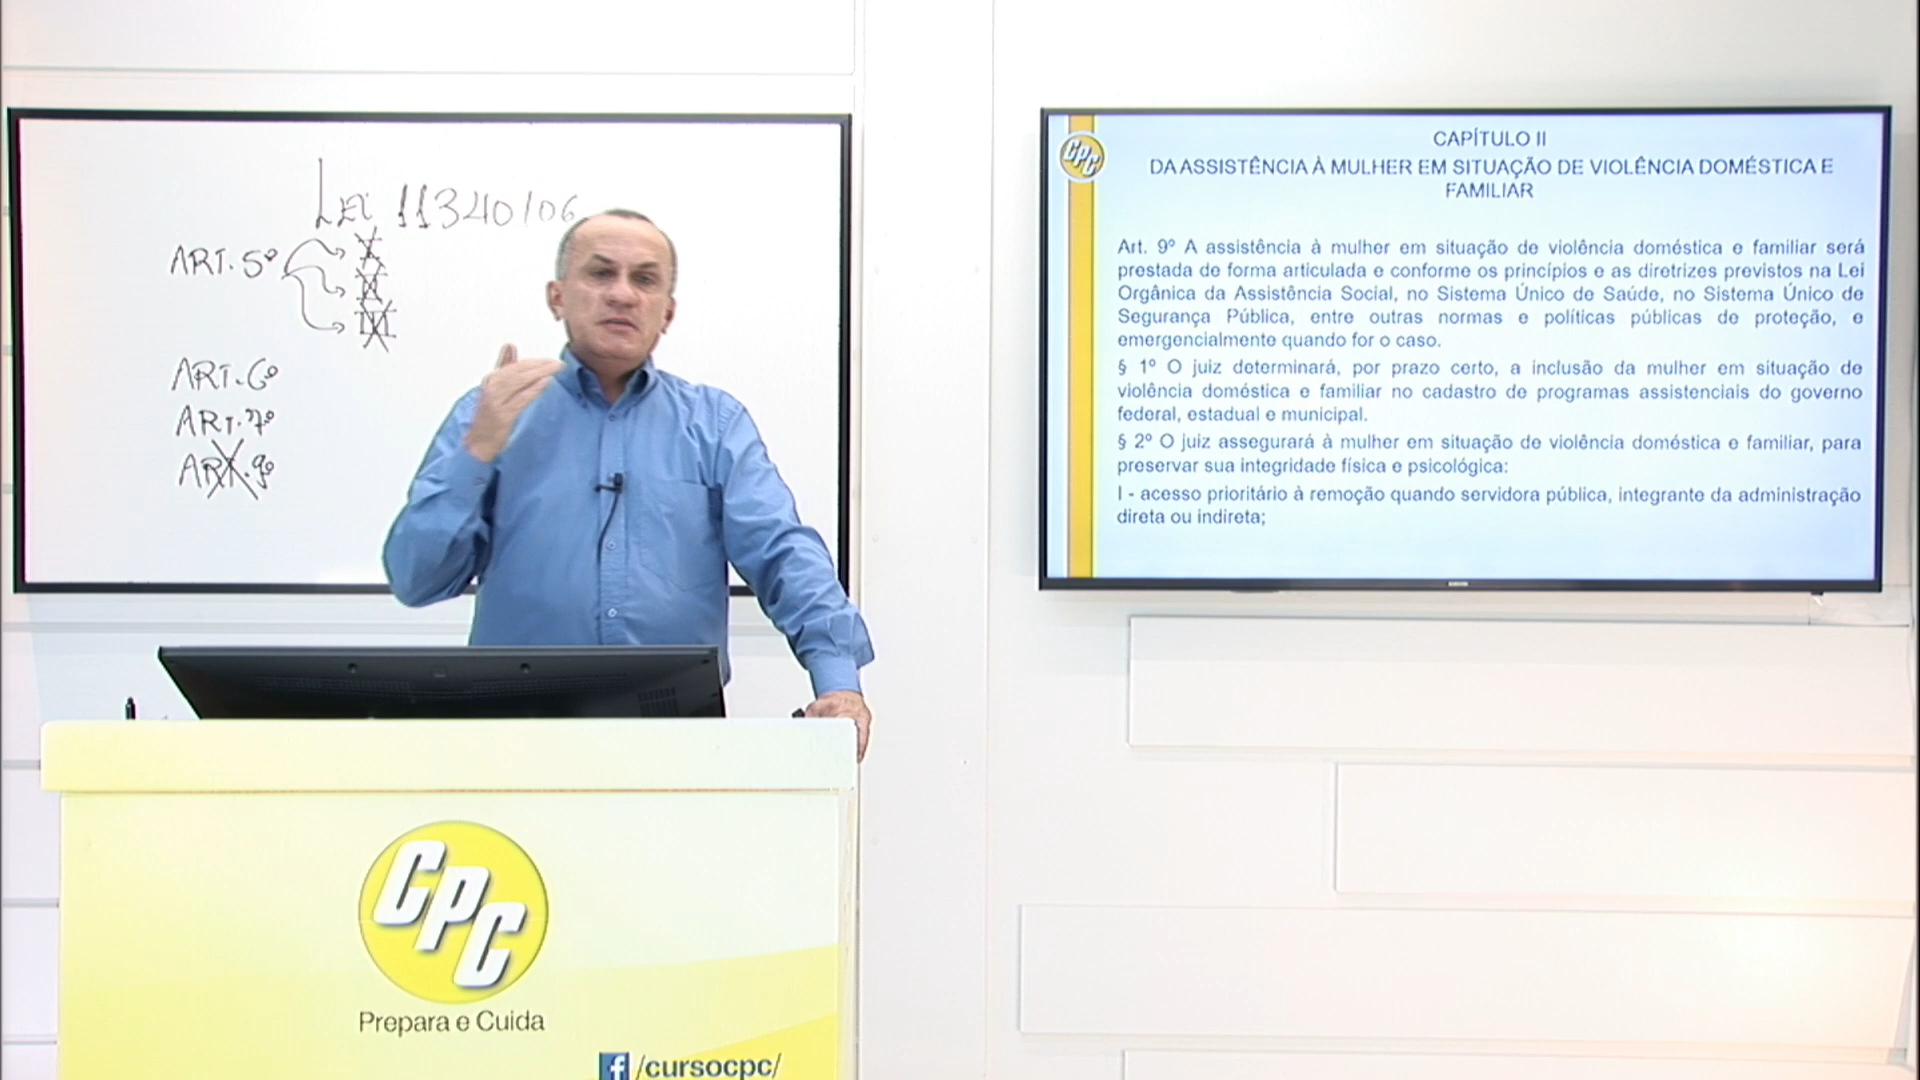 LEI 11340/06
ART. 5º
I
II
III
ART. 6º
ART. 7º
ART. 9º
CPC
CAPÍTULO II
DA ASSISTÊNCIA À MULHER EM SITUAÇÃO DE VIOLÊNCIA DOMÉSTICA E
FAMILIAR
Art. 9º A assistência à mulher em situação de violência doméstica e familiar será
prestada de forma articulada e conforme os princípios e as diretrizes previstos na Lei
Orgânica da Assistência Social, no Sistema Único de Saúde, no Sistema Único de
Segurança Pública, entre outras normas e políticas públicas de proteção, e
emergencialmente quando for o caso.
§ 1º O juiz determinará, por prazo certo, a inclusão da mulher em situação de
violência doméstica e familiar no cadastro de programas assistenciais do governo
federal, estadual e municipal.
§ 2º O juiz assegurará à mulher em situação de violência doméstica e familiar, para
preservar sua integridade física e psicológica:
I - acesso prioritário à remoção quando servidora pública, integrante da administração
direta ou indireta;
CPC
Prepara e Cuida
f /cursocpc/